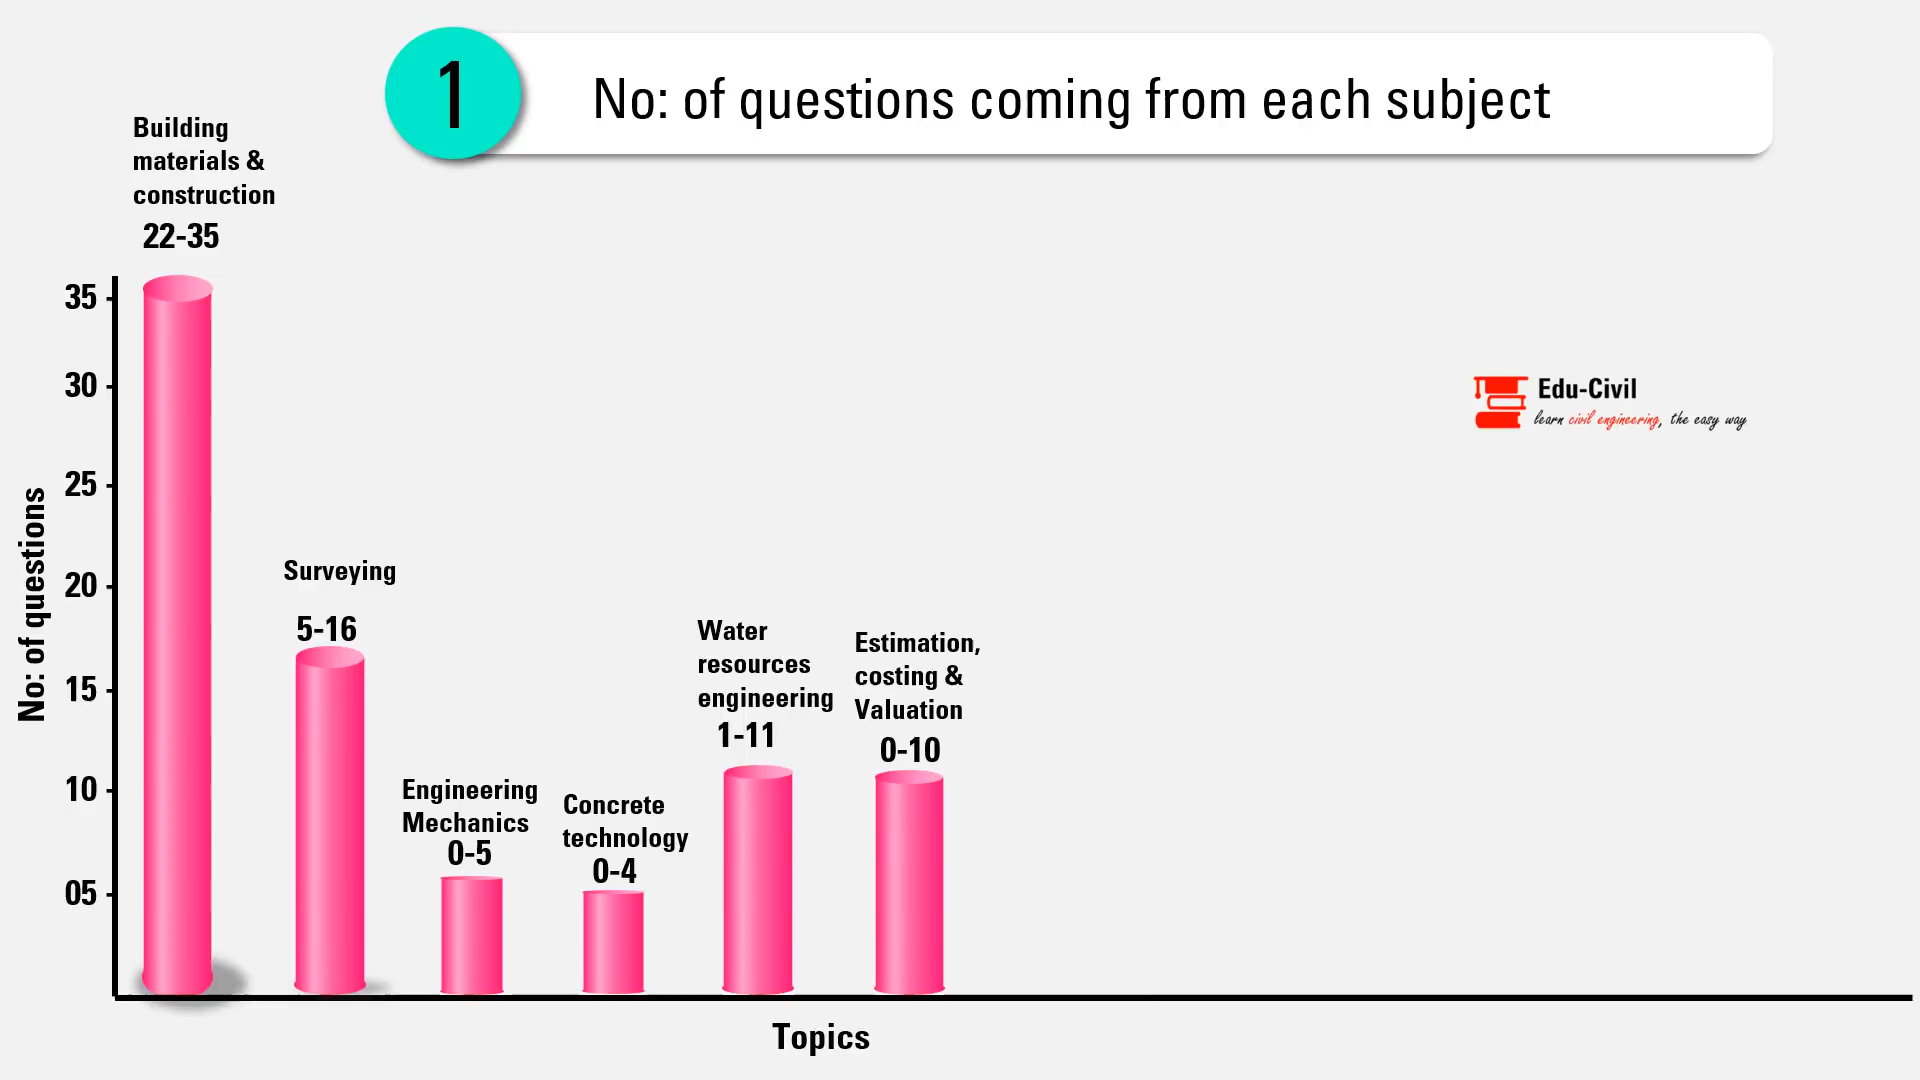 1
No: of questions coming from each subject
Building
materials &
construction
22-35
35
30
25
20
15
10
05
No: of questions
Surveying
5-16
Engineering
Mechanics
0-5
Concrete
technology
0-4
Water
resources
engineering
1-11
Estimation,
costing &
Valuation
0-10
Edu-Civil
learn civil engineering, the easy way
Topics